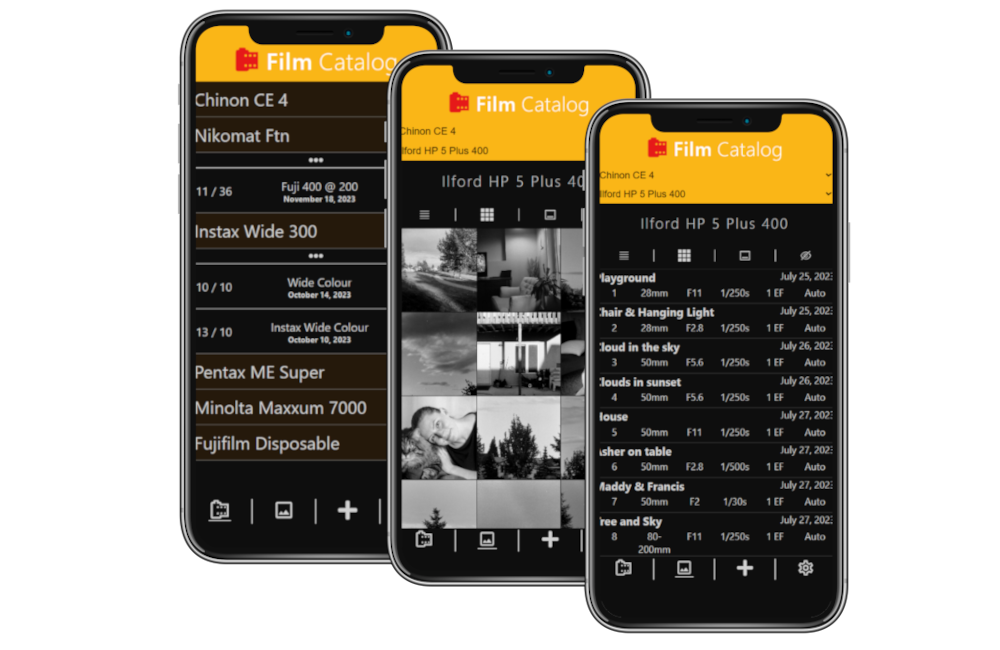 Film Catalog
Chinon CE 4
Nikomat Ftn
11 / 36
Fuji 400 @ 200
November 18, 2023
Instax Wide 300
10 / 10
Wide Colour
October 14, 2023
13 / 10
Instax Wide Colour
October 10, 2023
Pentax ME Super
Minolta Maxxum 7000
Fujifilm Disposable
Film Catalog
Chinon CE 4
Ilford HP 5 Plus 400
Ilford HP 5 Plus 40
Film Catalog
Chinon CE 4
Ilford HP 5 Plus 400
Ilford HP 5 Plus 400
Playground July 25, 2023
1 28mm F11 1/250s 1 EF Auto
Chair & Hanging Light July 25, 2023
2 28mm F2.8 1/250s 1 EF Auto
Cloud in the sky July 26, 2023
3 50mm F5.6 1/250s 1 EF Auto
Clouds in sunset July 26, 2023
4 50mm F5.6 1/250s 1 EF Auto
House July 27, 2023
5 50mm F11 1/250s 1 EF Auto
Asher on table July 27, 2023
6 50mm F2.8 1/500s 1 EF Auto
Maddy & Francis July 27, 2023
7 50mm F2 1/30s 1 EF Auto
Tree and Sky July 27, 2023
8 80-200mm F11 1/250s 1 EF Auto